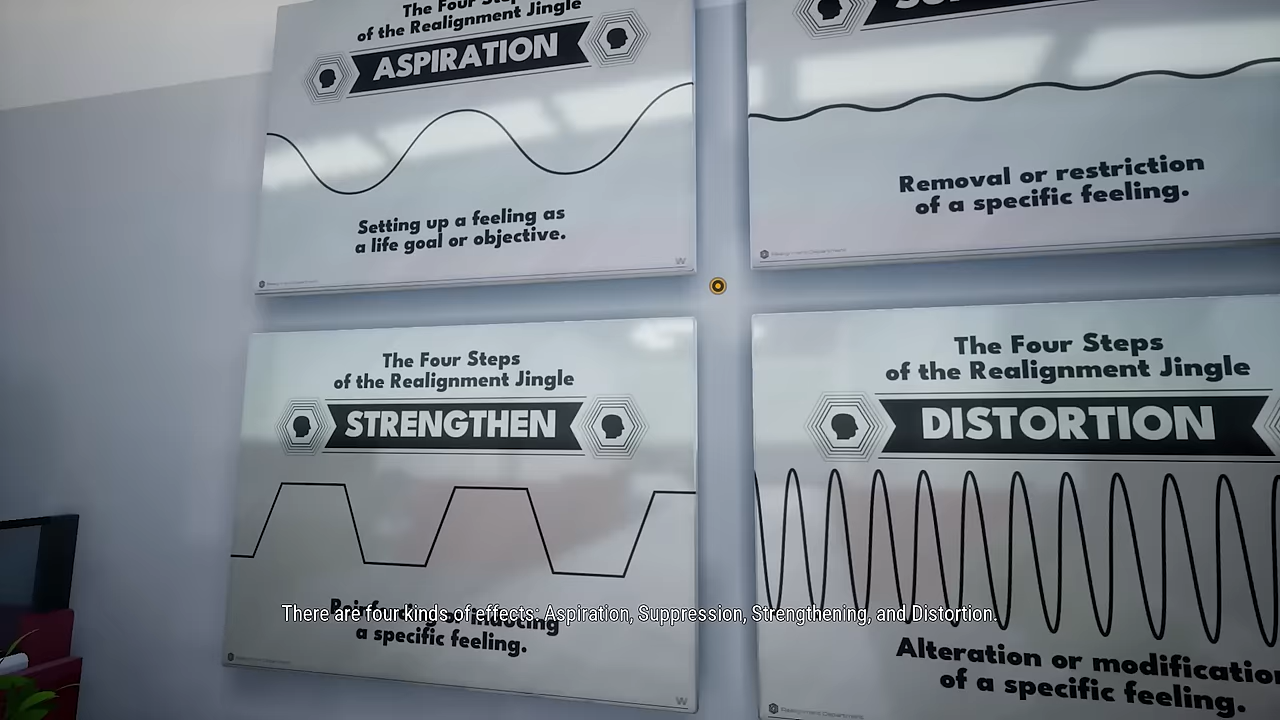 The Four Steps
of the Realignment Jingle
ASPIRATION
Setting up a feeling as
a life goal or objective.
W
Removal or restriction
of a specific feeling.
The Four Steps
of the Realignment Jingle
STRENGTHEN
a specific feeling.
W
The Four Steps
of the Realignment Jingle
DISTORTION
Alteration or modification
of a specific feeling.
There are four kinds of effects: Aspiration, Suppression, Strengthening, and Distortion.